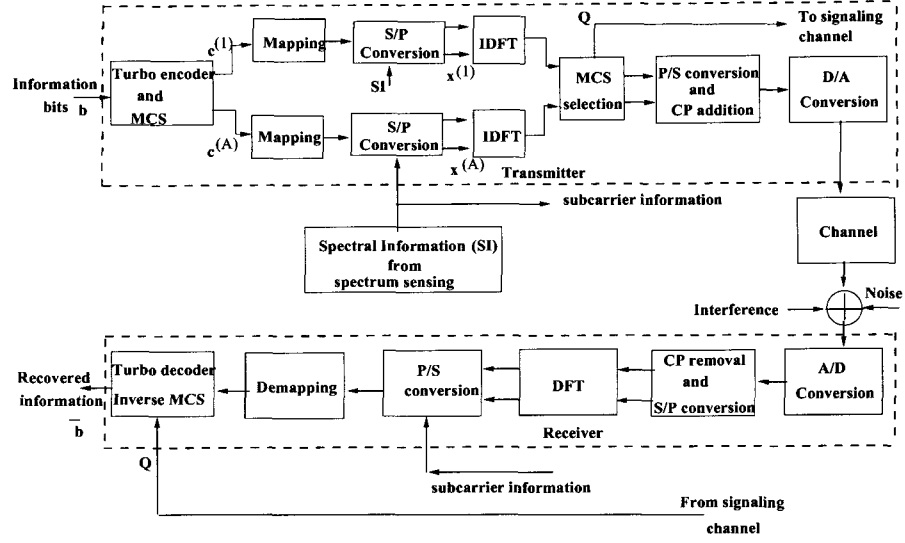 Q
To signaling
channel
c(1)
Mapping
S/P
Conversion
IDFT
x(1)
SI
Information
bits b
Turbo encoder
and
MCS
MCS
selection
P/S conversion
and
CP addition
D/A
Conversion
c(A)
Mapping
S/P
Conversion
IDFT
x(A)
Transmitter
subcarrier information
Spectral Information (SI)
from
spectrum sensing
Channel
Interference
Noise
Recovered
information
b
Turbo decoder
Inverse MCS
Demapping
P/S
conversion
DFT
CP removal
and
S/P conversion
A/D
Conversion
Receiver
Q
subcarrier information
From signaling
channel